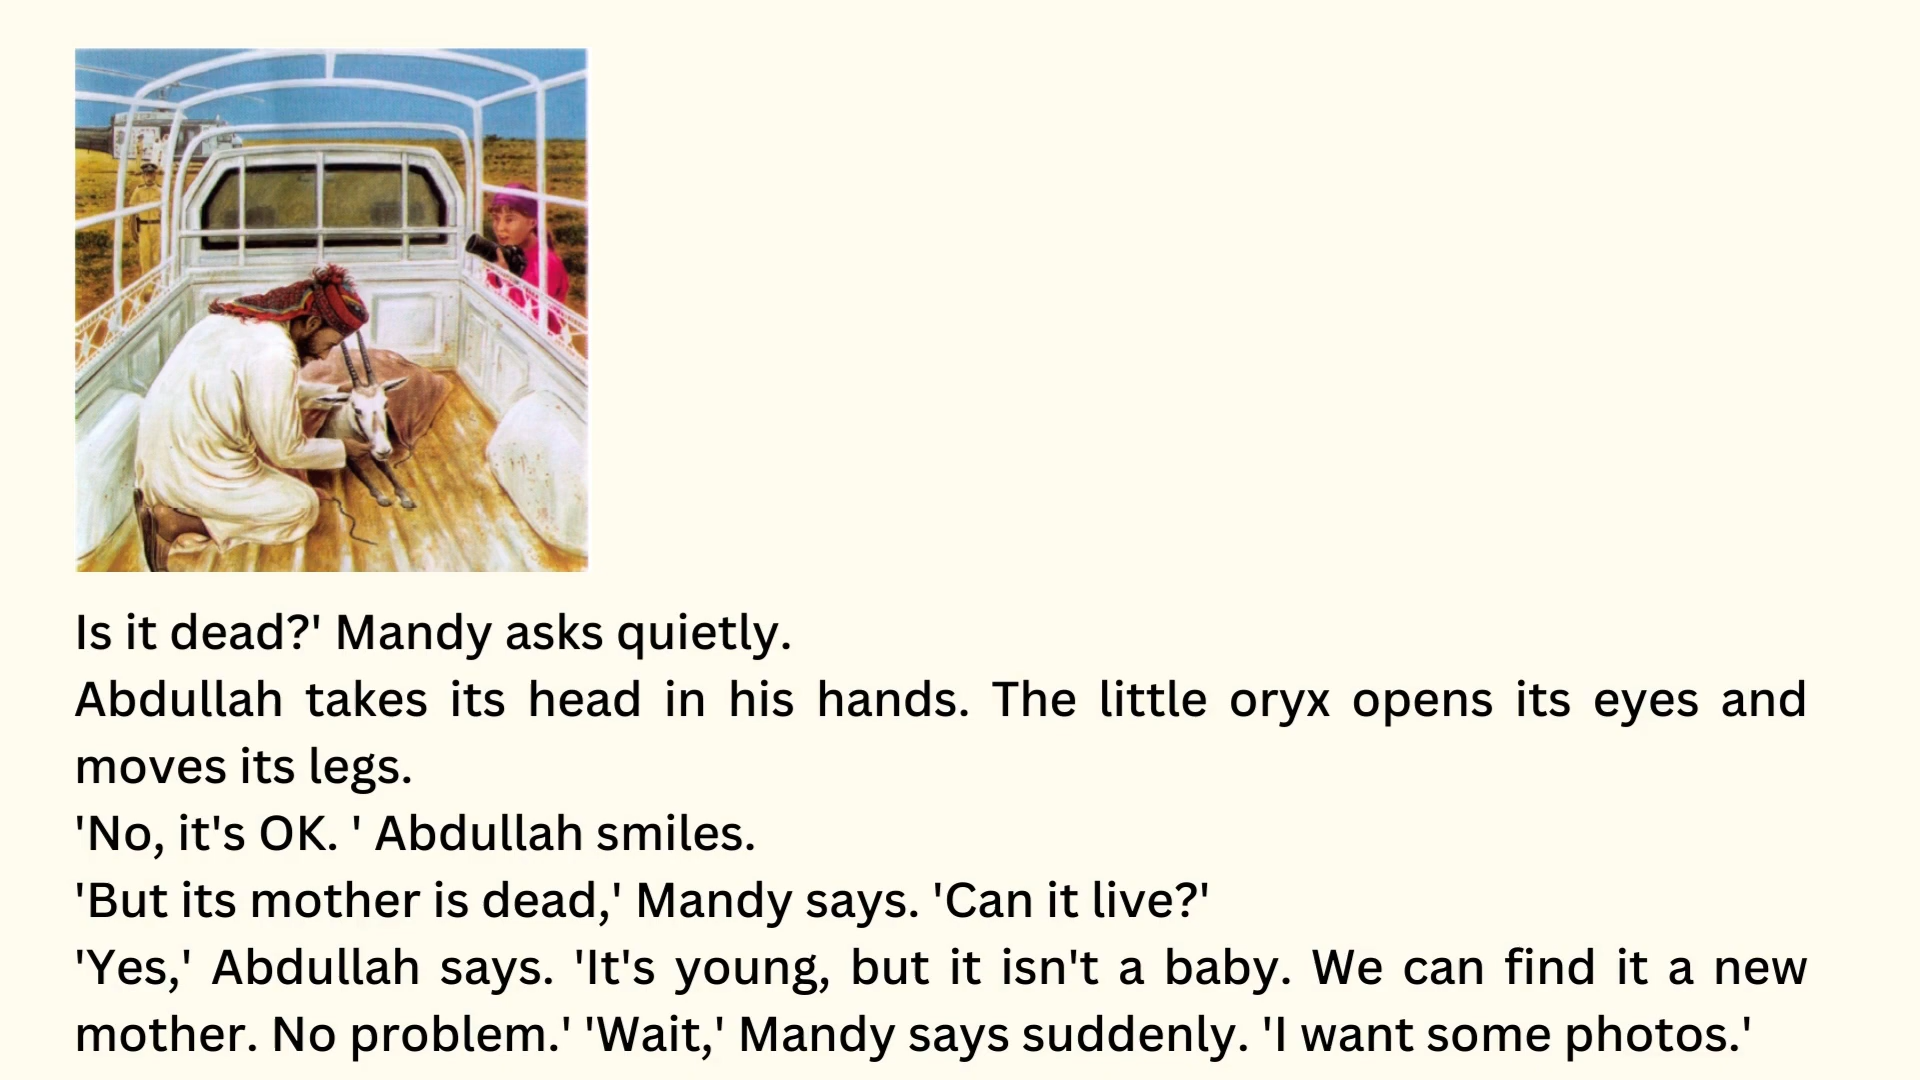 Is it dead?' Mandy asks quietly.
Abdullah takes its head in his hands. The little oryx opens its eyes and
moves its legs.
'No, it's OK. ' Abdullah smiles.
'But its mother is dead,' Mandy says. 'Can it live?'
'Yes,' Abdullah says. 'It's young, but it isn't a baby. We can find it a new
mother. No problem.' 'Wait,' Mandy says suddenly. 'I want some photos.'